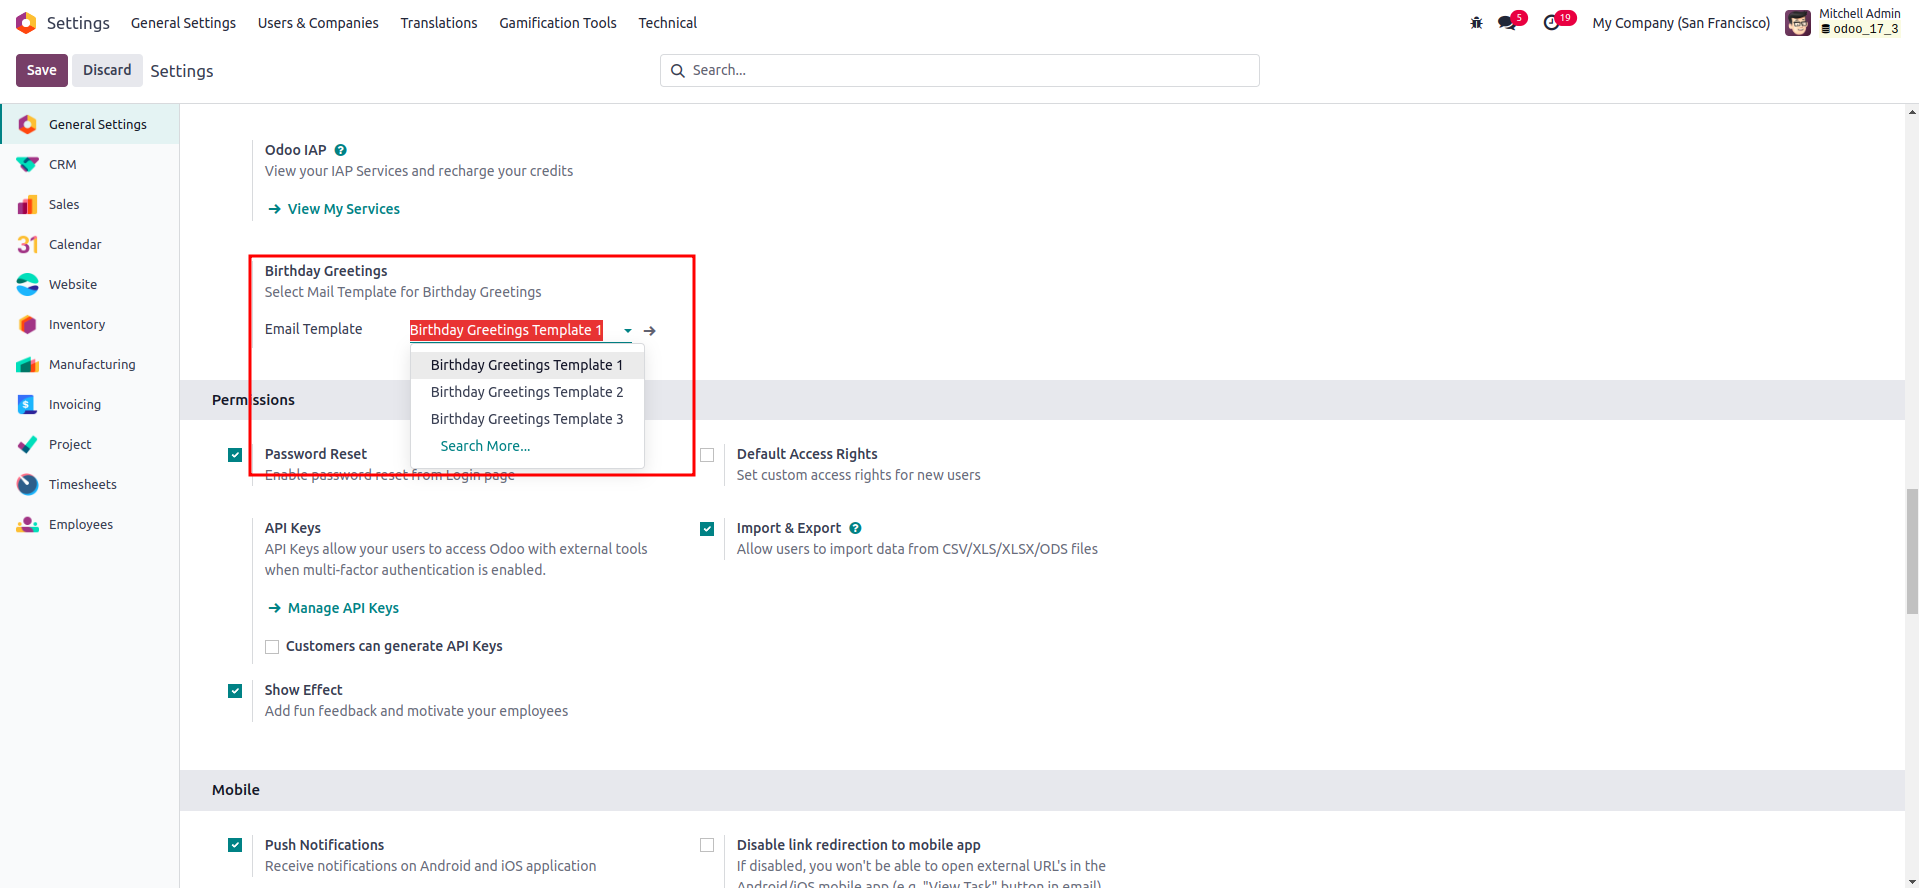 Settings General Settings Users & Companies Translations Gamification Tools Technical 5 19 My Company (San Francisco) Mitchell Admin
odoo_17_3
Save Discard Settings Search...
General Settings
CRM
Sales
31 Calendar
Website
Inventory
Manufacturing
$ Invoicing
Project
Timesheets
Employees
Odoo IAP ?
View your IAP Services and recharge your credits
View My Services
Birthday Greetings
Select Mail Template for Birthday Greetings
Email Template Birthday Greetings Template 1
Birthday Greetings Template 1
Birthday Greetings Template 2
Birthday Greetings Template 3
Search More...
Permissions
Password Reset
Enable password reset from Login page
Default Access Rights
Set custom access rights for new users
API Keys
API Keys allow your users to access Odoo with external tools
when multi-factor authentication is enabled.
Manage API Keys
Customers can generate API Keys
Import & Export ?
Allow users to import data from CSV/XLS/XLSX/ODS files
Show Effect
Add fun feedback and motivate your employees
Mobile
Push Notifications
Receive notifications on Android and iOS application
Disable link redirection to mobile app
If disabled, you won't be able to open external URL's in the
Android/iOS mobile app (e.g. "View Task" button in email)